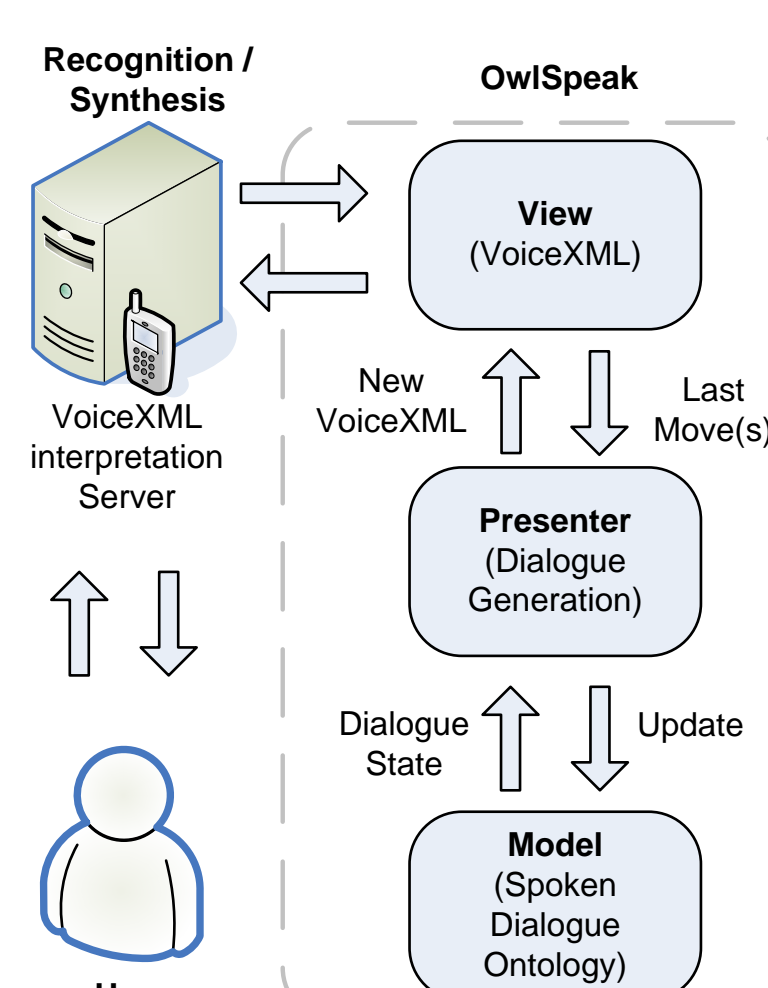 Recognition /
Synthesis
OwlSpeak
View
(VoiceXML)
New
VoiceXML
Last
Move(s)
VoiceXML
interpretation
Server
Presenter
(Dialogue
Generation)
Dialogue
State
Update
Model
(Spoken
Dialogue
Ontology)